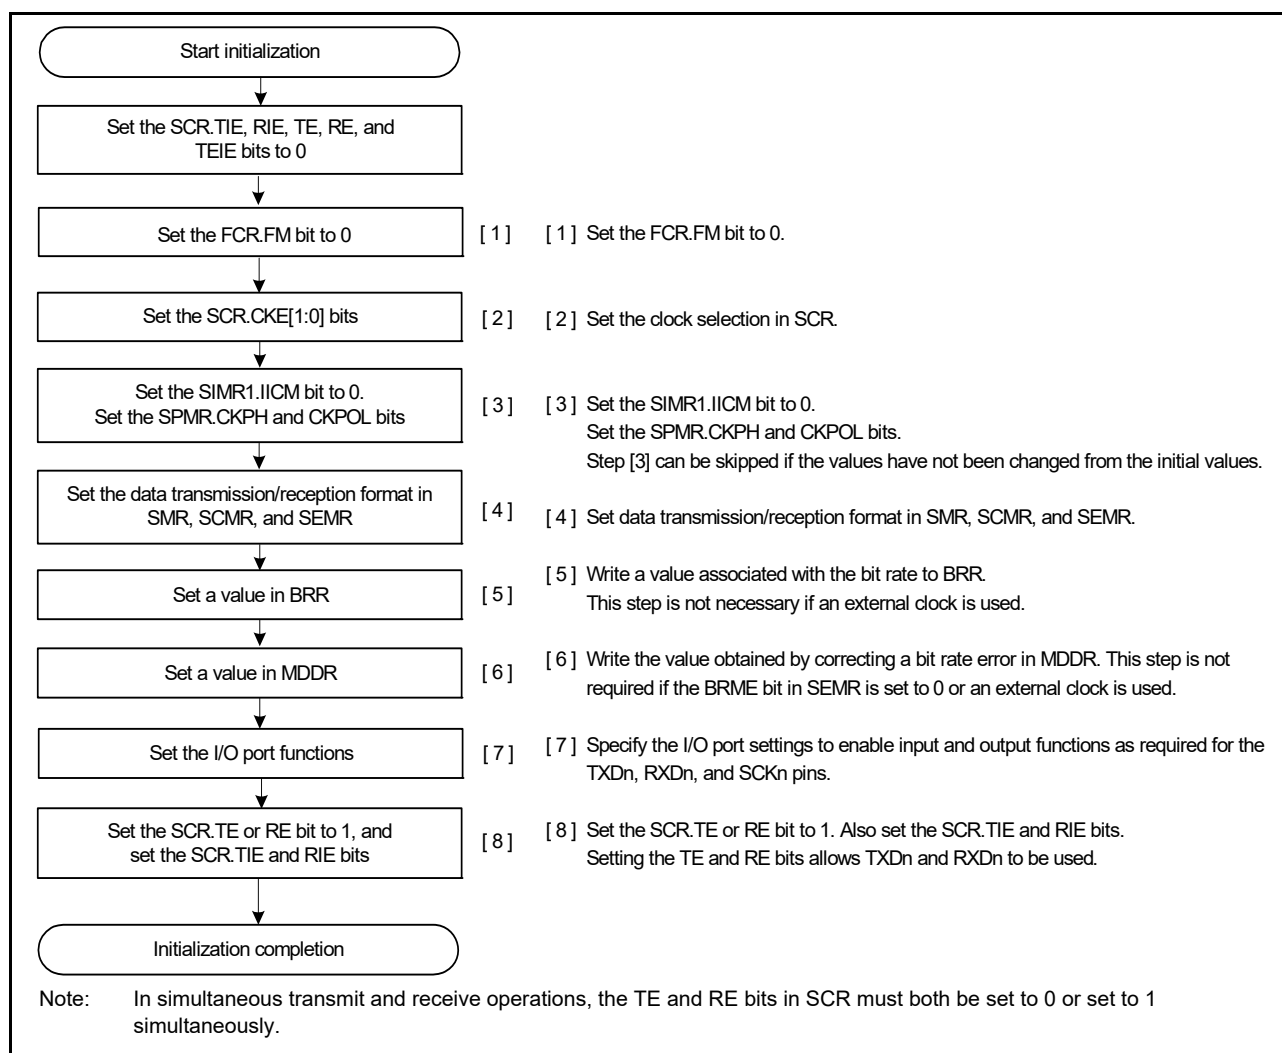 Start initialization
Set the SCR.TIE, RIE, TE, RE, and
TEIE bits to 0
Set the FCR.FM bit to 0
[ 1 ]
[ 1 ] Set the FCR.FM bit to 0.
Set the SCR.CKE[1:0] bits
[ 2 ]
[ 2 ] Set the clock selection in SCR.
Set the SIMR1.IICM bit to 0.
Set the SPMR.CKPH and CKPOL bits
[ 3 ]
[ 3 ] Set the SIMR1.IICM bit to 0.
Set the SPMR.CKPH and CKPOL bits.
Step [3] can be skipped if the values have not been changed from the initial values.
Set the data transmission/reception format in
SMR, SCMR, and SEMR
[ 4 ]
[ 4 ] Set data transmission/reception format in SMR, SCMR, and SEMR.
Set a value in BRR
[ 5 ]
[ 5 ] Write a value associated with the bit rate to BRR.
This step is not necessary if an external clock is used.
Set a value in MDDR
[ 6 ]
[ 6 ] Write the value obtained by correcting a bit rate error in MDDR. This step is not
required if the BRME bit in SEMR is set to 0 or an external clock is used.
Set the I/O port functions
[ 7 ]
[ 7 ] Specify the I/O port settings to enable input and output functions as required for the
TXDn, RXDn, and SCKn pins.
Set the SCR.TE or RE bit to 1, and
set the SCR.TIE and RIE bits
[ 8 ]
[ 8 ] Set the SCR.TE or RE bit to 1. Also set the SCR.TIE and RIE bits.
Setting the TE and RE bits allows TXDn and RXDn to be used.
Initialization completion
Note: In simultaneous transmit and receive operations, the TE and RE bits in SCR must both be set to 0 or set to 1
simultaneously.